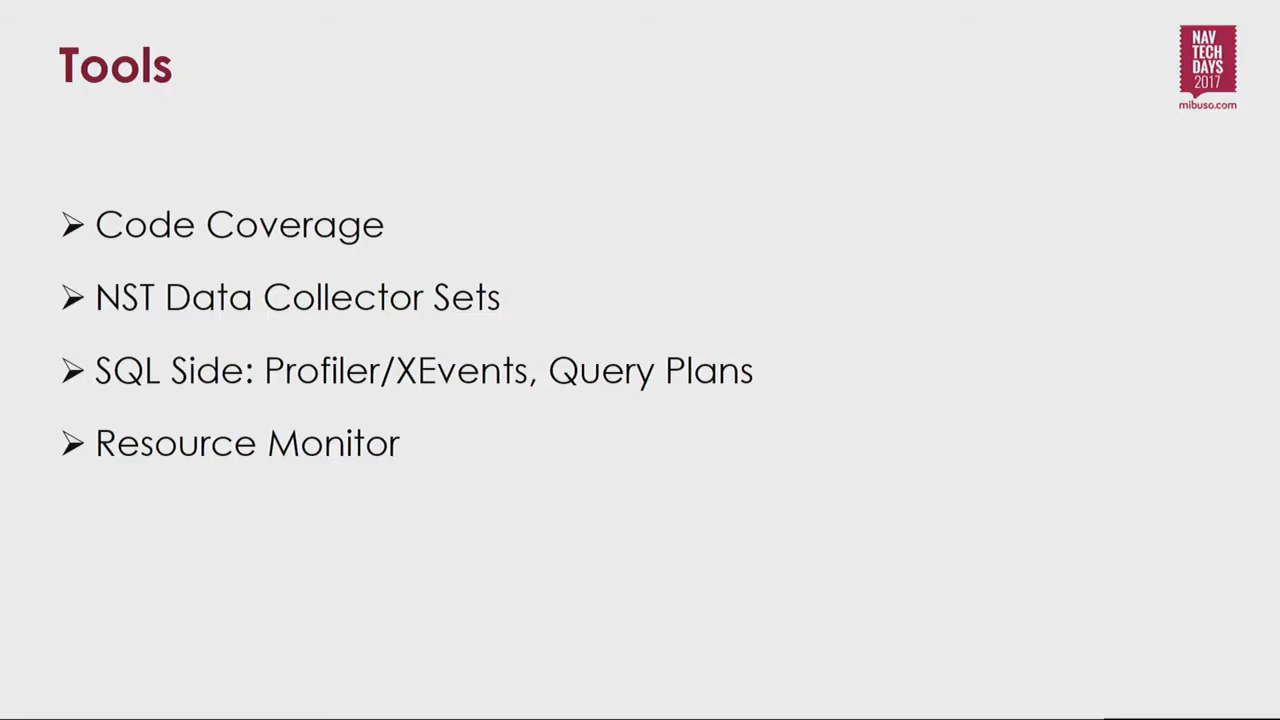 Tools
NAV
TECH
DAYS
2017
mibuso.com
Code Coverage
NST Data Collector Sets
SQL Side: Profiler/XEvents, Query Plans
Resource Monitor